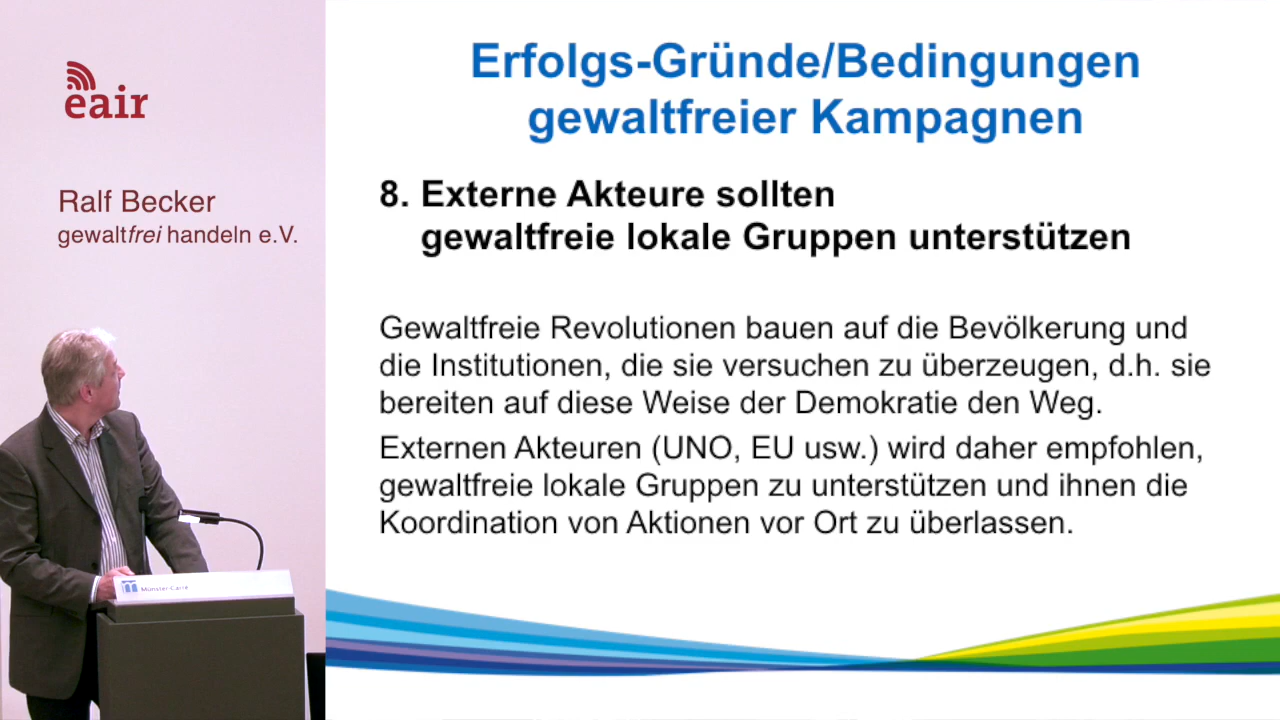 eair
Ralf Becker
gewaltfrei handeln e.V.
Münster Carré
Erfolgs-Gründe/Bedingungen
gewaltfreier Kampagnen
8. Externe Akteure sollten
gewaltfreie lokale Gruppen unterstützen
Gewaltfreie Revolutionen bauen auf die Bevölkerung und
die Institutionen, die sie versuchen zu überzeugen, d.h. sie
bereiten auf diese Weise der Demokratie den Weg.
Externen Akteuren (UNO, EU usw.) wird daher empfohlen,
gewaltfreie lokale Gruppen zu unterstützen und ihnen die
Koordination von Aktionen vor Ort zu überlassen.